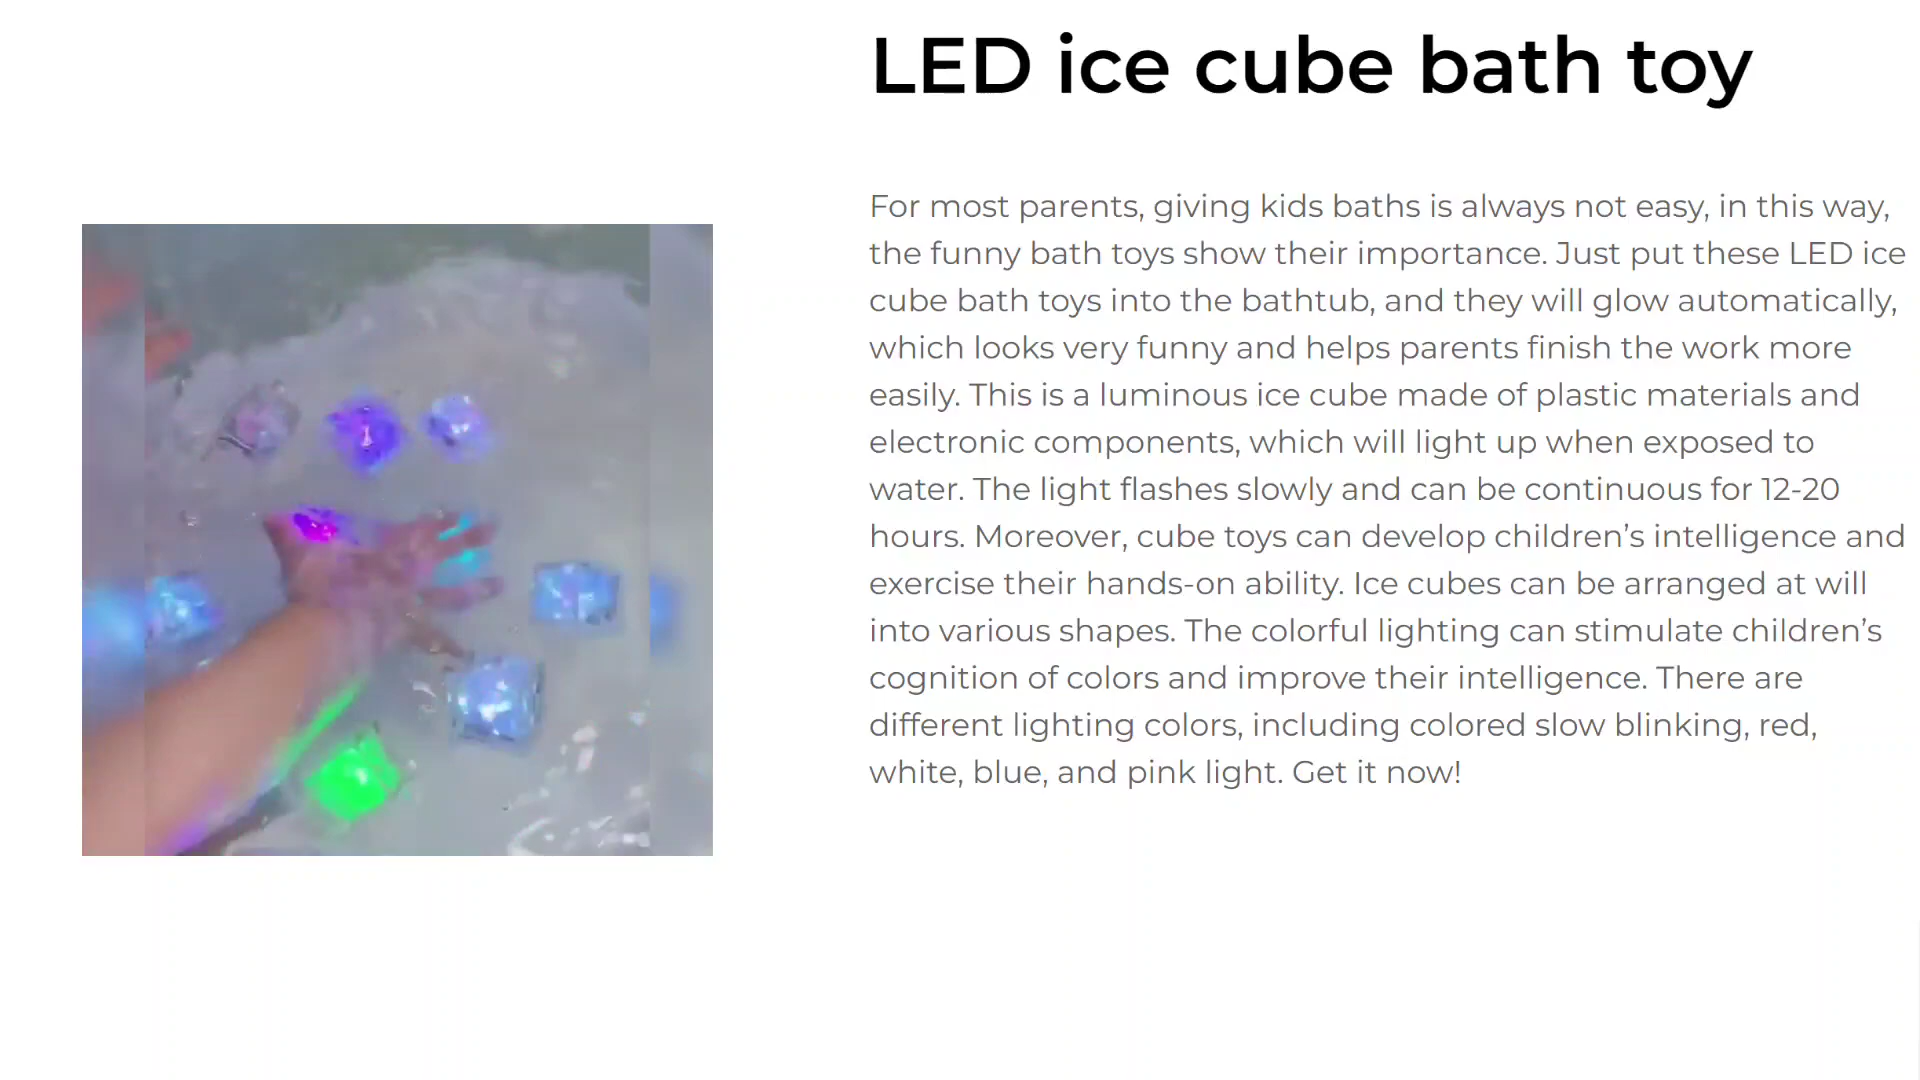 LED ice cube bath toy
For most parents, giving kids baths is always not easy, in this way,
the funny bath toys show their importance. Just put these LED ice
cube bath toys into the bathtub, and they will glow automatically,
which looks very funny and helps parents finish the work more
easily. This is a luminous ice cube made of plastic materials and
electronic components, which will light up when exposed to
water. The light flashes slowly and can be continuous for 12-20
hours. Moreover, cube toys can develop children’s intelligence and
exercise their hands-on ability. Ice cubes can be arranged at will
into various shapes. The colorful lighting can stimulate children’s
cognition of colors and improve their intelligence. There are
different lighting colors, including colored slow blinking, red,
white, blue, and pink light. Get it now!